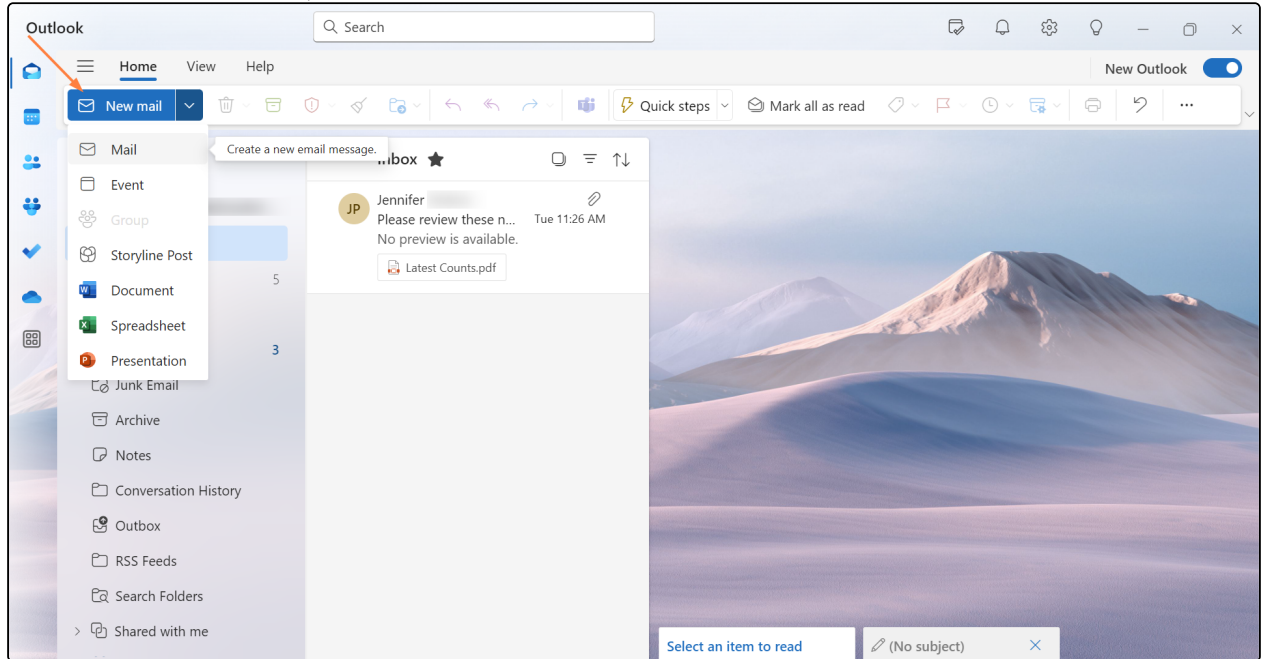 Outlook
Search
Home View Help
New Outlook
New mail
Quick steps
Mail all as read
Mail
Create a new email message.
Inbox
Event
Group
Storyline Post
Document
Spreadsheet
Presentation
5
3
JP
Jennifer
Please review these n...
Tue 11:26 AM
No preview is available.
Latest Counts.pdf
Junk Email
Archive
Notes
Conversation History
Outbox
RSS Feeds
Search Folders
Shared with me
Select an item to read
(No subject)